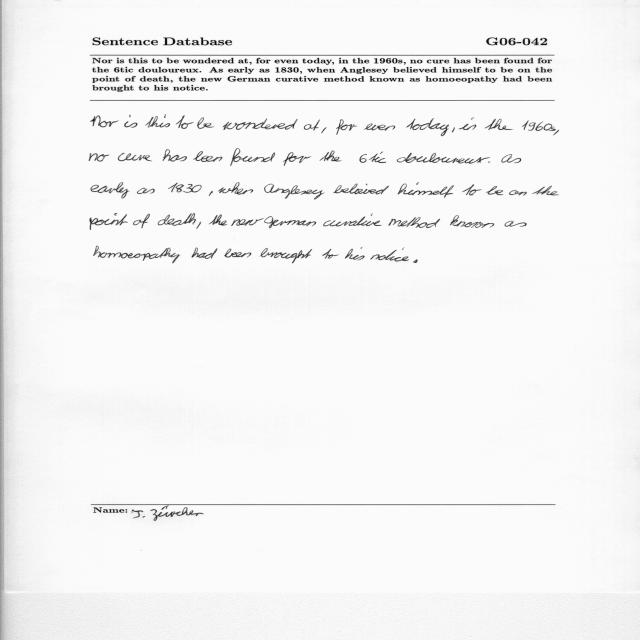 Sentence Database G06-042
Nor is this to be wondered at, for even today, in the 1960s, no cure has been found for
the 6tic douloureux. As early as 1830, when Anglesey believed himself to be on the
point of death, the new German curative method known as homoeopathy had been
brought to his notice.
Nor is this to be wondered at, for even today, in the 1960s,
no cure has been found for the 6tic douloureux. As
early as 1830, when Anglesey believed himself to be on the
point of death, the new German curative method known as
homoeopathy had been brought to his notice.
Name: J. Zürcher